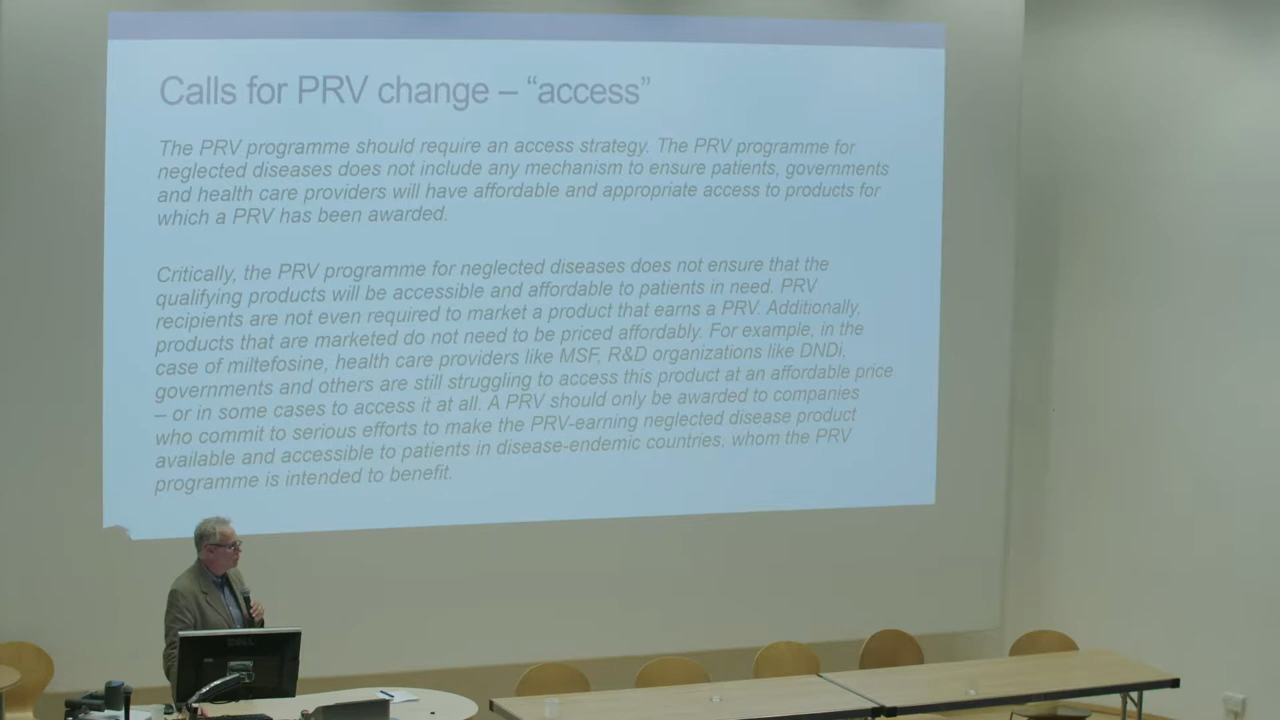 Calls for PRV change – “access”
The PRV programme should require an access strategy. The PRV programme for
neglected diseases does not include any mechanism to ensure patients, governments
and health care providers will have affordable and appropriate access to products for
which a PRV has been awarded.
Critically, the PRV programme for neglected diseases does not ensure that the
qualifying products will be accessible and affordable to patients in need. PRV
recipients are not even required to market a product that earns a PRV. Additionally,
products that are marketed do not need to be priced affordably. For example, in the
case of miltefosine, health care providers like MSF, R&D organizations like DNDi,
governments and others are still struggling to access this product at an affordable price
– or in some cases to access it at all. A PRV should only be awarded to companies
who commit to serious efforts to make the PRV-earning neglected disease product
available and accessible to patients in disease-endemic countries, whom the PRV
programme is intended to benefit.
DELL